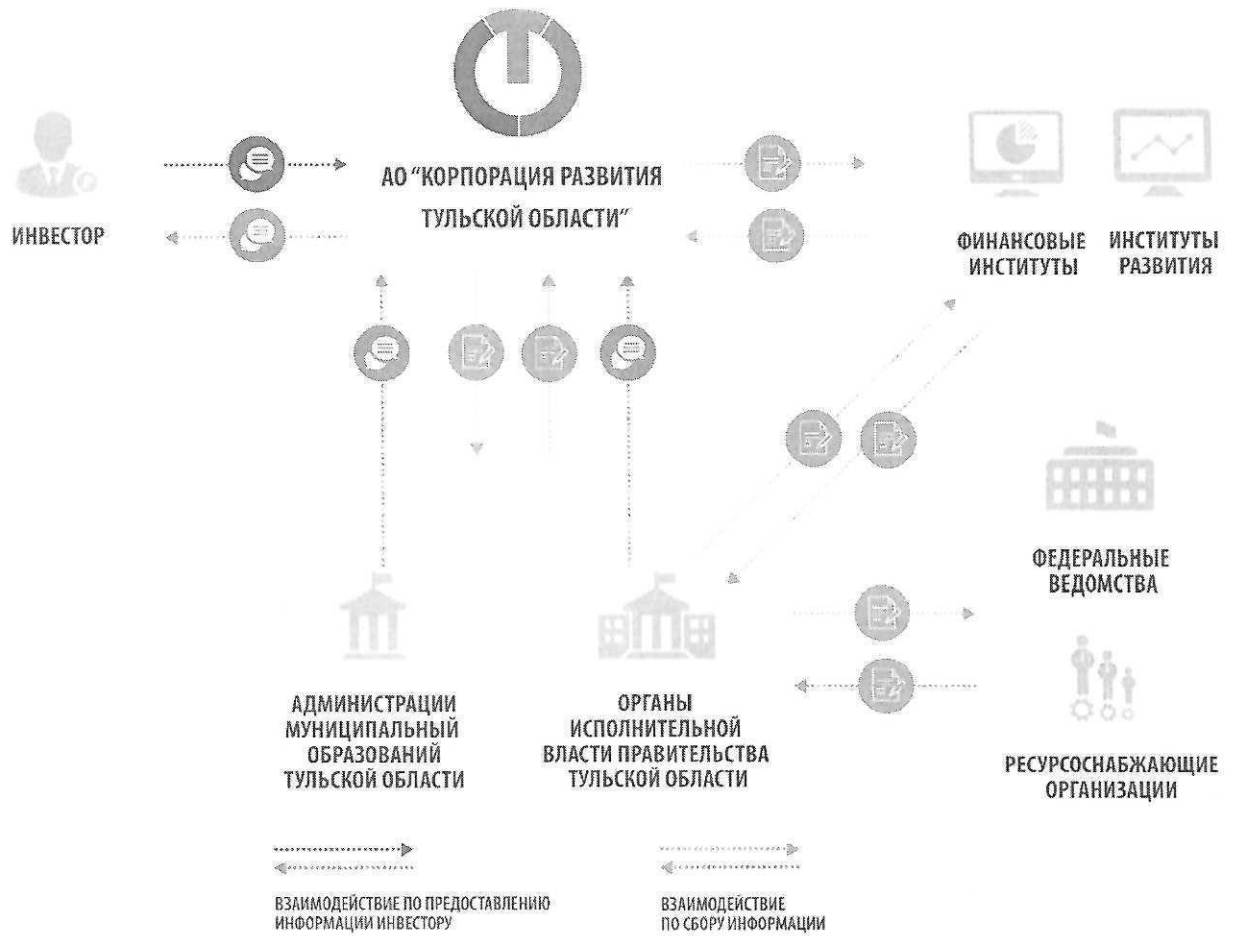 АО "КОРПОРАЦИЯ РАЗВИТИЯ
ТУЛЬСКОЙ ОБЛАСТИ"
ИНВЕСТОР
ФИНАНСОВЫЕ
ИНСТИТУТЫ
ИНСТИТУТЫ
РАЗВИТИЯ
ФЕДЕРАЛЬНЫЕ
ВЕДОМСТВА
АДМИНИСТРАЦИИ
МУНИЦИПАЛЬНЫЙ
ОБРАЗОВАНИЙ
ТУЛЬСКОЙ ОБЛАСТИ
ОРГАНЫ
ИСПОЛНИТЕЛЬНОЙ
ВЛАСТИ ПРАВИТЕЛЬСТВА
ТУЛЬСКОЙ ОБЛАСТИ
РЕСУРСОСНАБЖАЮЩИЕ
ОРГАНИЗАЦИИ
ВЗАИМОДЕЙСТВИЕ ПО ПРЕДОСТАВЛЕНИЮ
ИНФОРМАЦИИ ИНВЕСТОРУ
ВЗАИМОДЕЙСТВИЕ
ПО СБОРУ ИНФОРМАЦИИ